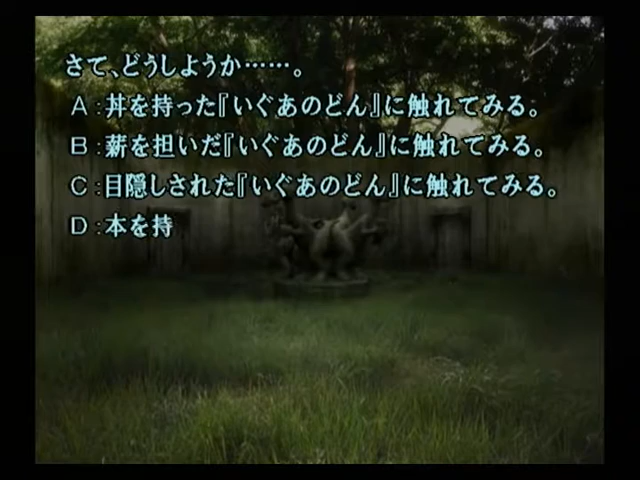 さて、どうしようか……。
A:丼を持った『いぐあのどん』に触れてみる。
B:薪を担いだ『いぐあのどん』に触れてみる。
C:目隠しされた『いぐあのどん』に触れてみる。
D:本を持